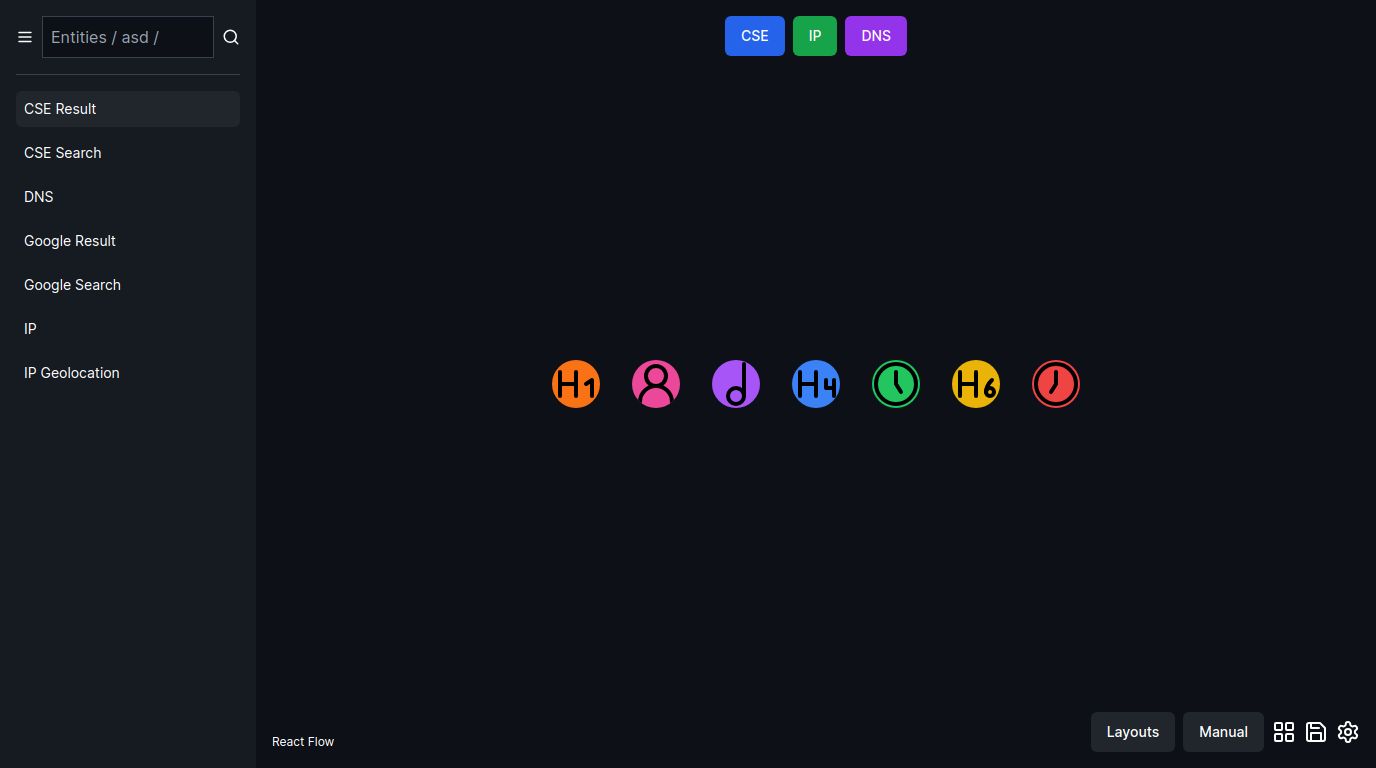 Entities / asd /
CSE IP DNS
CSE Result
CSE Search
DNS
Google Result
Google Search
IP
IP Geolocation
H1 H4 H6
React Flow
Layouts Manual